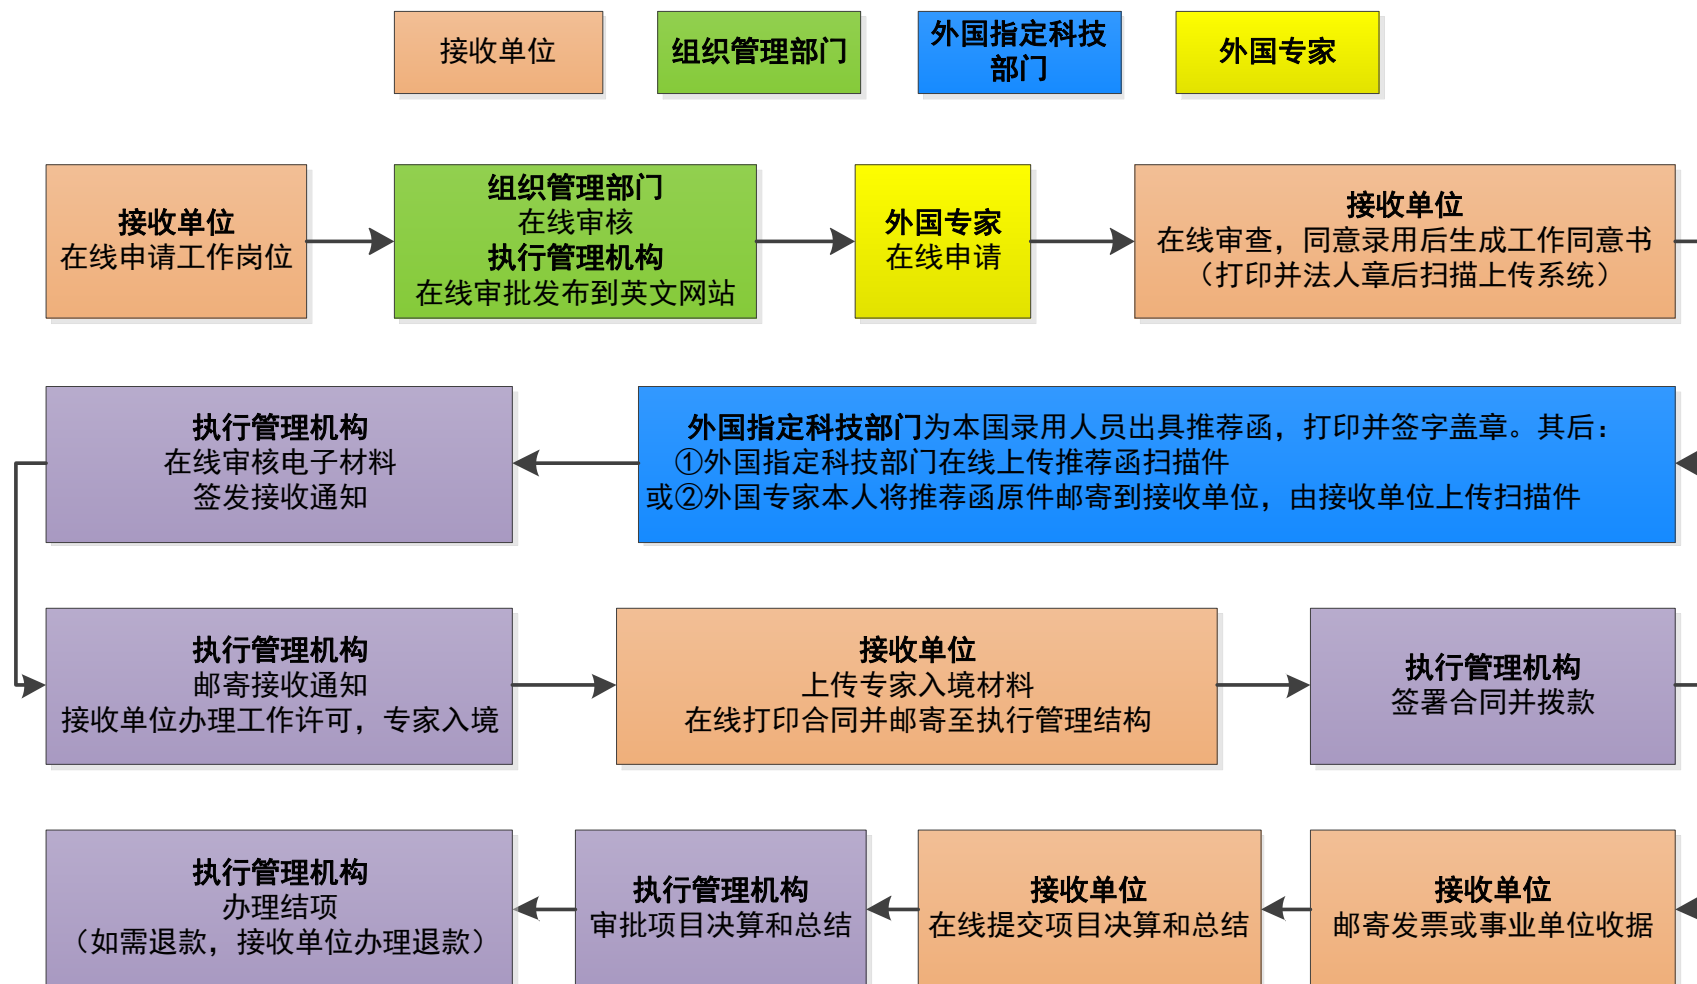 接收单位
组织管理部门
外国指定科技
部门
外国专家
接收单位
在线申请工作岗位
组织管理部门
在线审核
执行管理机构
在线审批发布到英文网站
外国专家
在线申请
接收单位
在线审查，同意录用后生成工作同意书
（打印并法人章后扫描上传系统）
执行管理机构
在线审核电子材料
签发接收通知
外国指定科技部门为本国录用人员出具推荐函，打印并签字盖章。其后：
①外国指定科技部门在线上传推荐函扫描件
或②外国专家本人将推荐函原件邮寄到接收单位，由接收单位上传扫描件
执行管理机构
邮寄接收通知
接收单位办理工作许可，专家入境
接收单位
上传专家入境材料
在线打印合同并邮寄至执行管理结构
执行管理机构
签署合同并拨款
执行管理机构
办理结项
（如需退款，接收单位办理退款）
执行管理机构
审批项目决算和总结
接收单位
在线提交项目决算和总结
接收单位
邮寄发票或事业单位收据